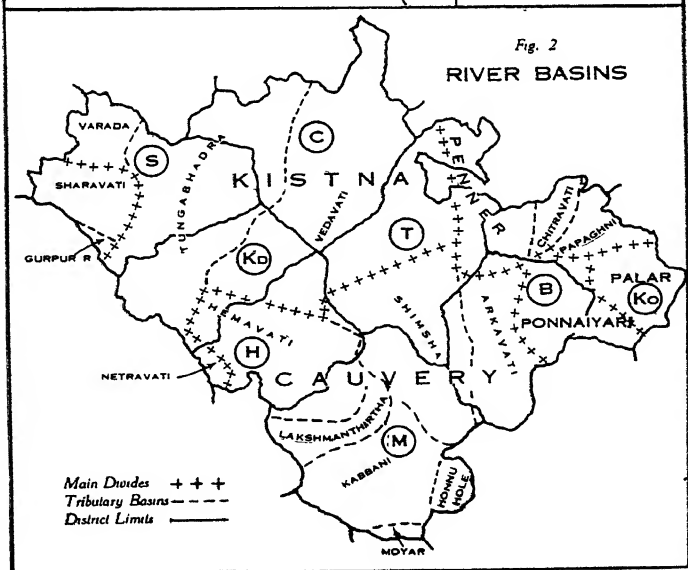 Fig. 2
RIVER BASINS
VARADA
S
SHARAVATI
GURPUR R
TUNGABHADRA
C
KISTNA
VEDAVATI
PENNER
CHITRAVATI
PAPAGHNI
T
KD
PALAR
KO
B
PONNAIYAR
ARKAVATI
SHIMSHA
HEMAVATI
H
NETRAVATI
CAUVERY
LAKSHMANTHIRTHA
M
KABBANI
HONNU
HOLE
MOYAR
Main Divides + + +
Tributary Basins
District Limits